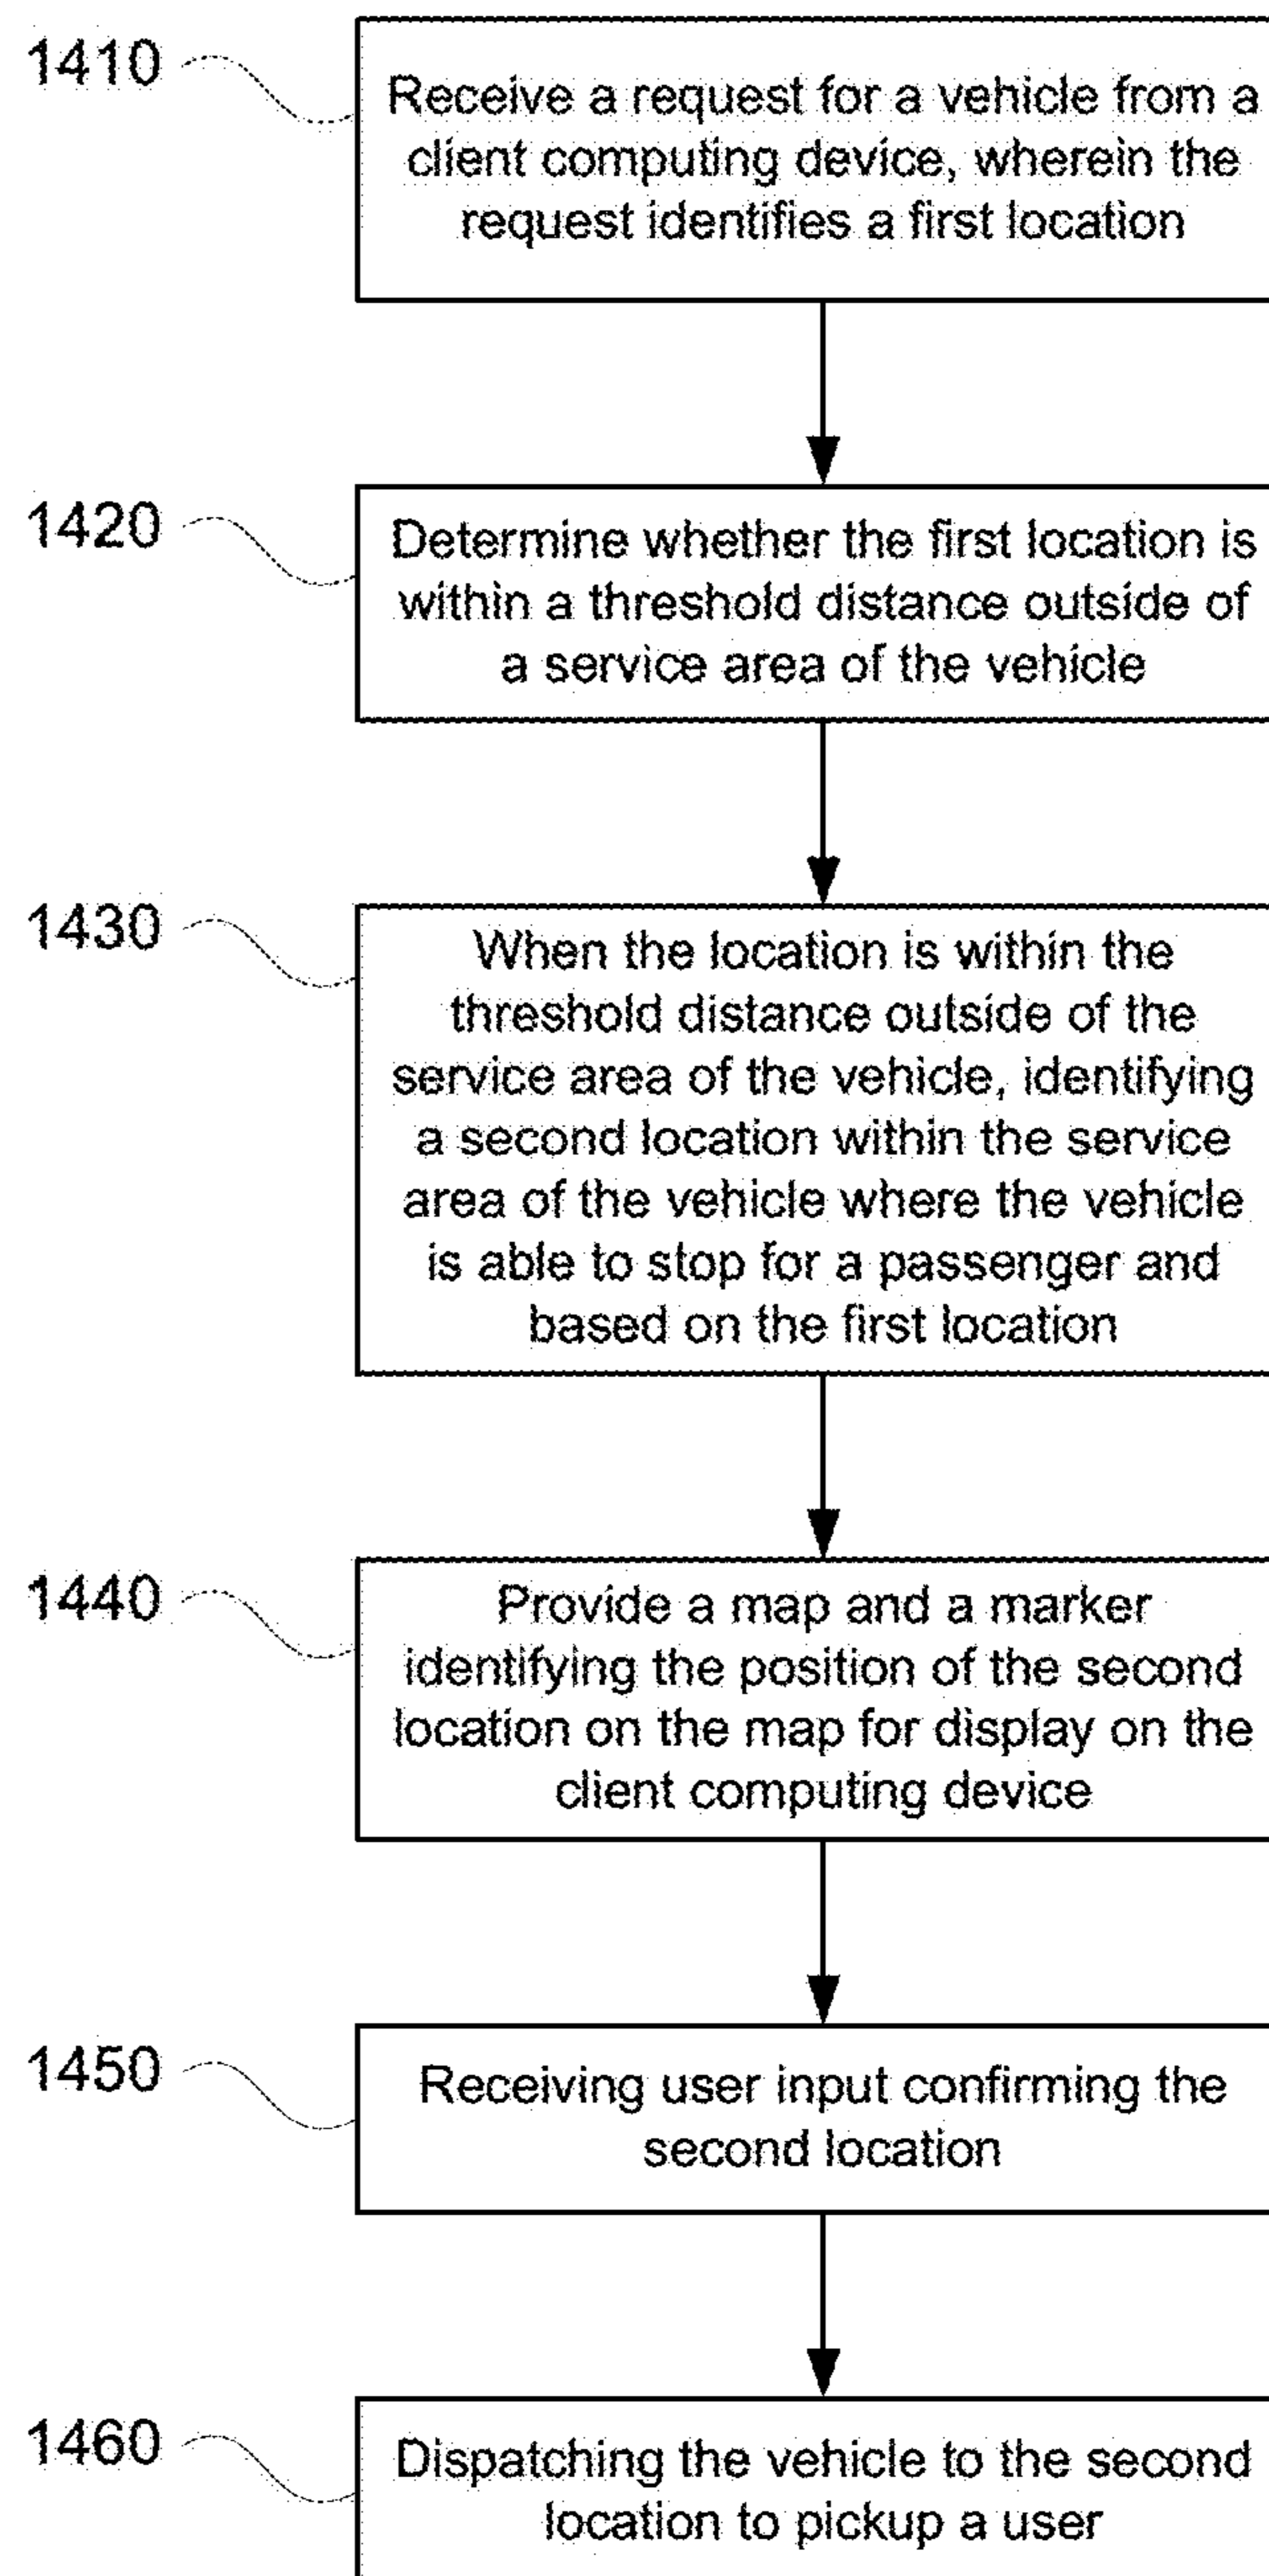 1410
Receive a request for a vehicle from a
client computing device, wherein the
request identifies a first location
1420
Determine whether the first location is
within a threshold distance outside of
a service area of the vehicle
1430
When the location is within the
threshold distance outside of the
service area of the vehicle, identifying
a second location within the service
area of the vehicle where the vehicle
is able to stop for a passenger and
based on the first location
1440
Provide a map and a marker
identifying the position of the second
location on the map for display on the
client computing device
1450
Receiving user input confirming the
second location
1460
Dispatching the vehicle to the second
location to pickup a user